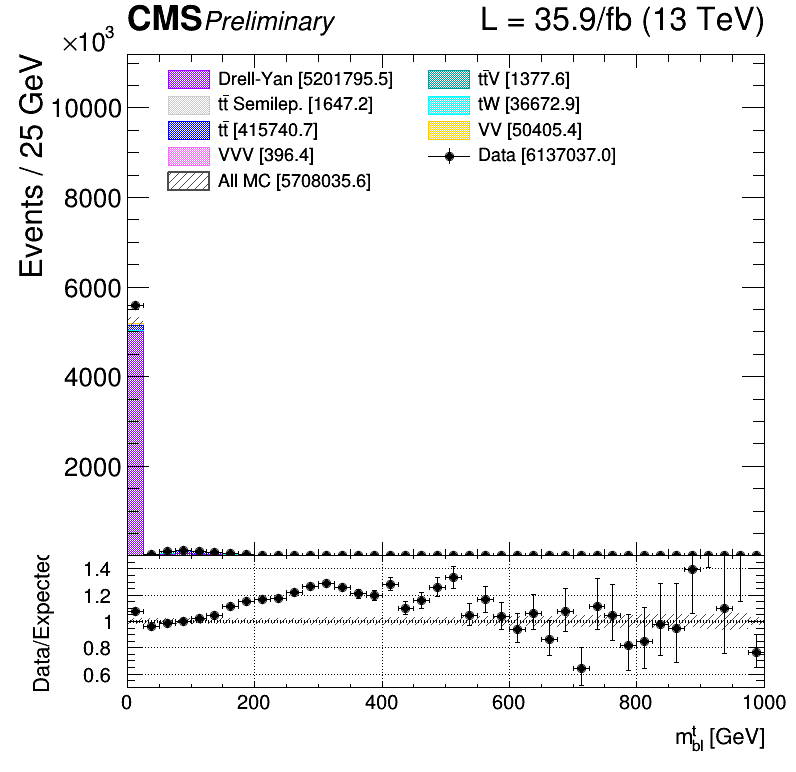 CMS Preliminary L = 35.9/fb (13 TeV)
×10³
Events / 25 GeV
Drell-Yan [5201795.5]
tt̄ Semilep. [1647.2]
tt̄ [415740.7]
VVV [396.4]
All MC [5708035.6]
tt̄V [1377.6]
tW [36672.9]
VV [50405.4]
Data [6137037.0]
10000
8000
6000
4000
2000
Data/Expected
1.4
1.2
1
0.8
0.6
0 200 400 600 800 1000
m^t_bl [GeV]